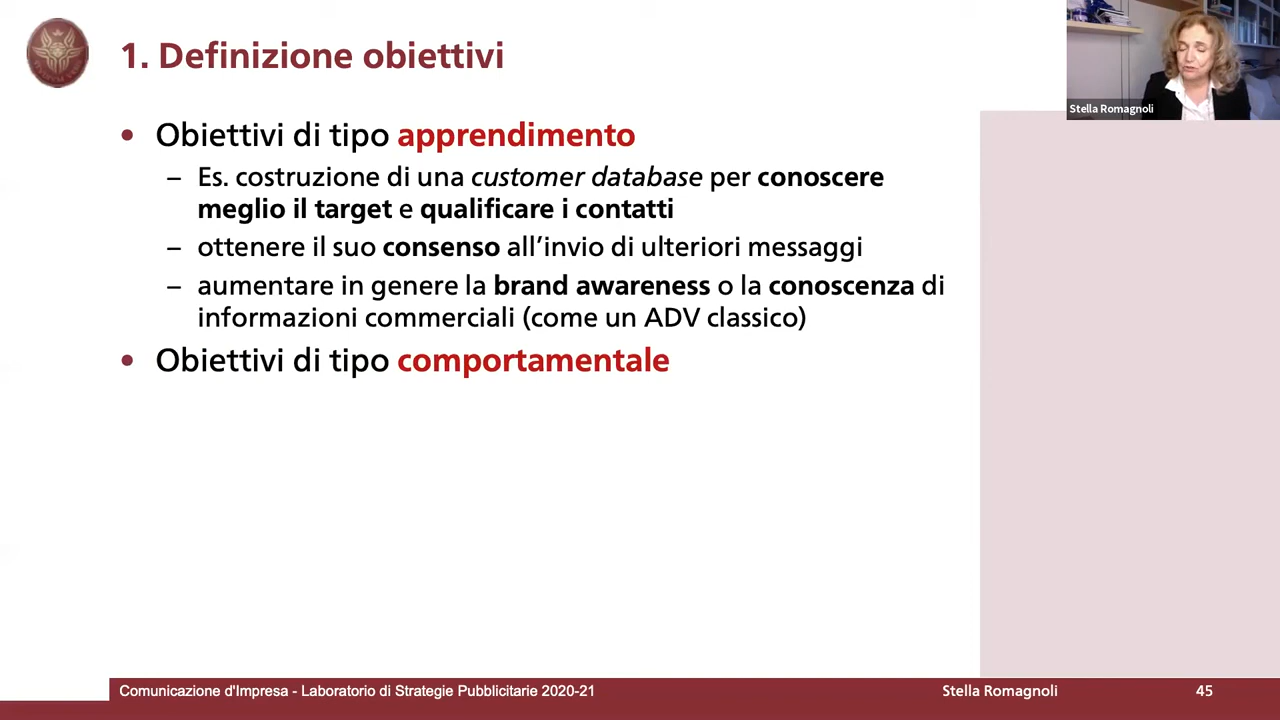 1. Definizione obiettivi
Stella Romagnoli
• Obiettivi di tipo apprendimento
– Es. costruzione di una customer database per conoscere
meglio il target e qualificare i contatti
– ottenere il suo consenso all’invio di ulteriori messaggi
– aumentare in genere la brand awareness o la conoscenza di
informazioni commerciali (come un ADV classico)
• Obiettivi di tipo comportamentale
Comunicazione d'Impresa - Laboratorio di Strategie Pubblicitarie 2020-21
Stella Romagnoli
45